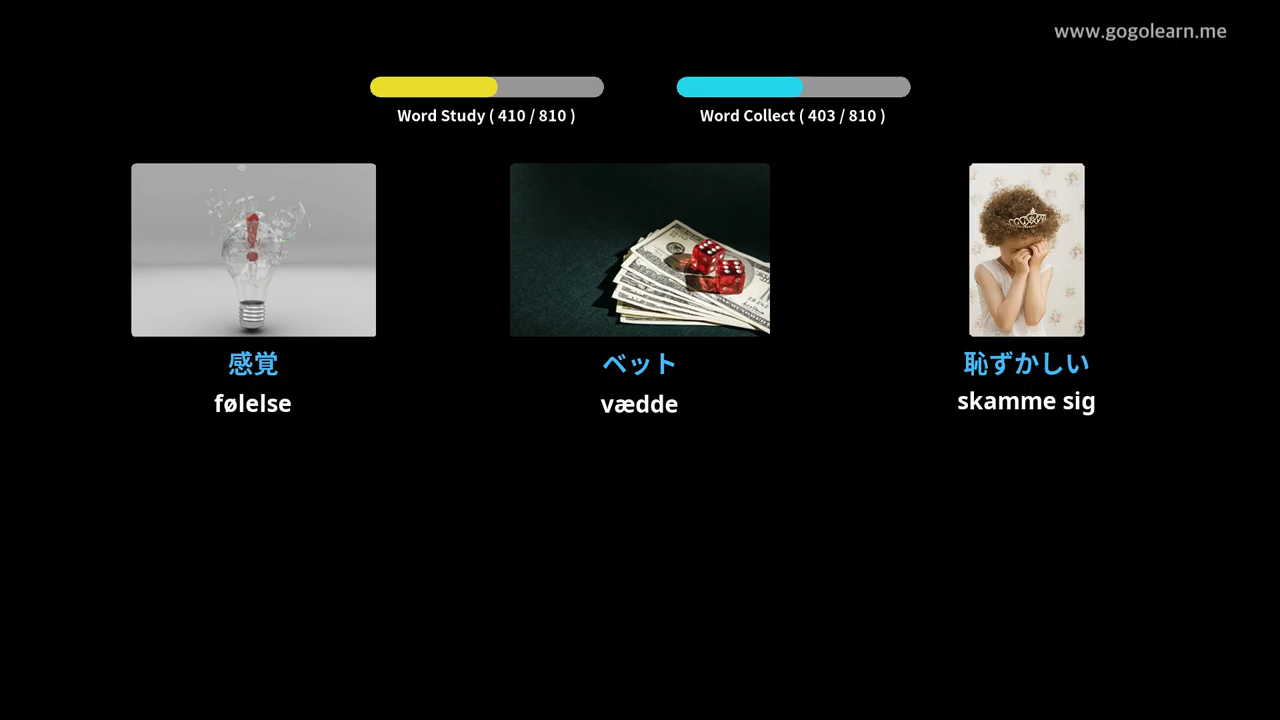 www.gogolearn.me
Word Study ( 410 / 810 )
Word Collect ( 403 / 810 )
感覚
ベット
恥ずかしい
følelse
vædde
skamme sig